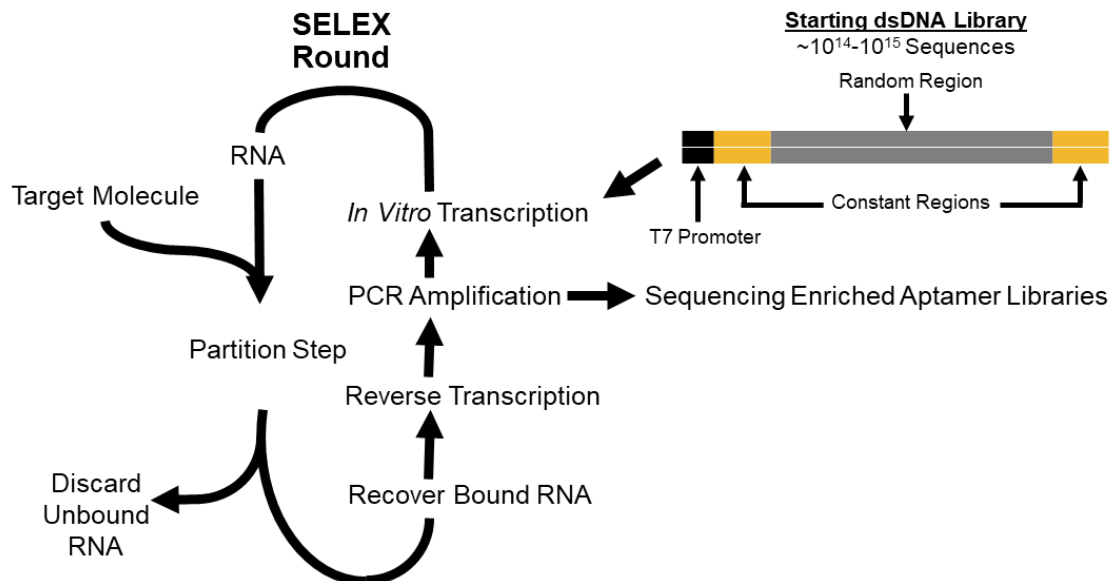 SELEX
Round
Starting dsDNA Library
~10¹⁴-10¹⁵ Sequences
Random Region
RNA
Target Molecule
In Vitro Transcription
Constant Regions
T7 Promoter
PCR Amplification
Sequencing Enriched Aptamer Libraries
Partition Step
Reverse Transcription
Discard
Unbound
RNA
Recover Bound RNA